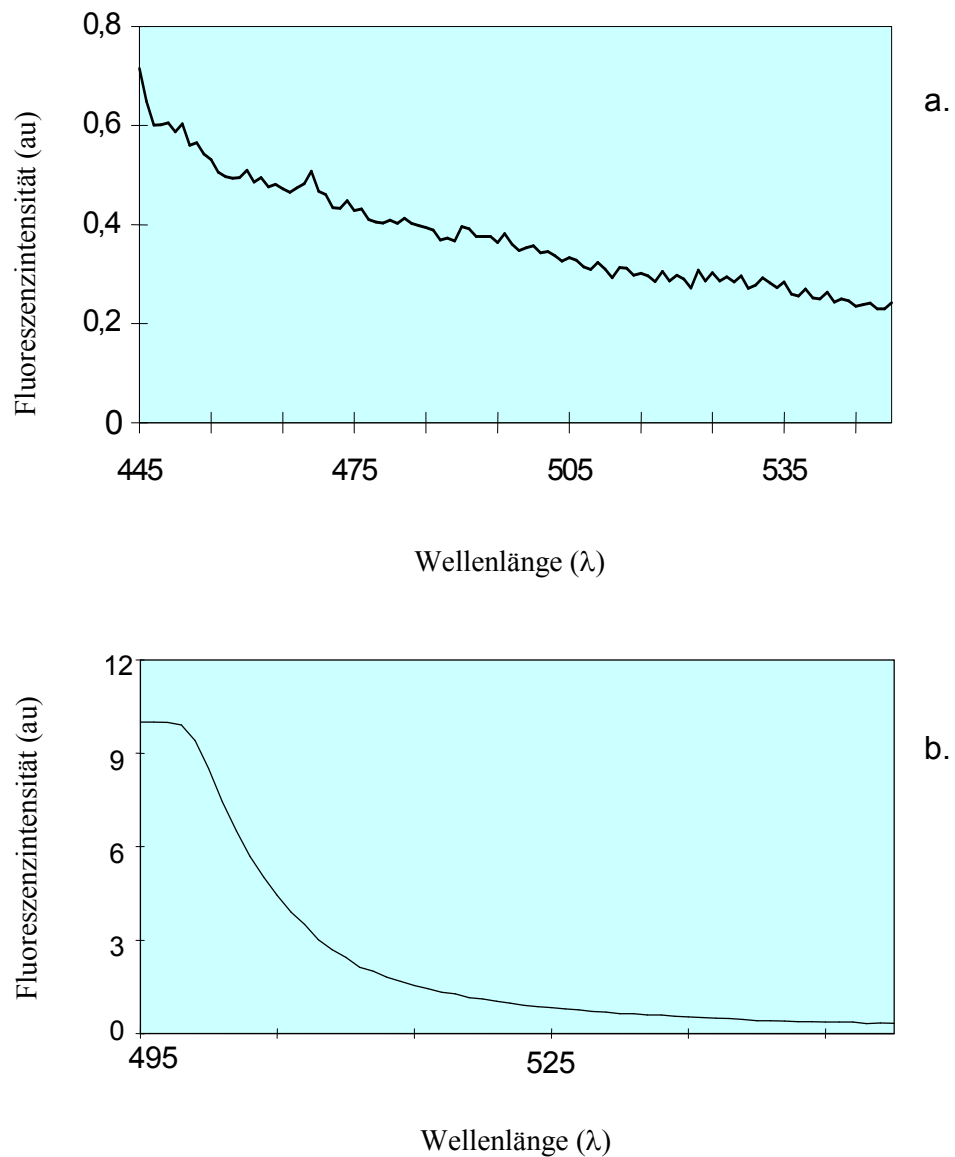 0,8
a.
0,6
Fluoreszenzintensität (au)
0,4
0,2
0
445 475 505 535
Wellenlänge (λ)
12
b.
9
Fluoreszenzintensität (au)
6
3
0
495 525
Wellenlänge (λ)